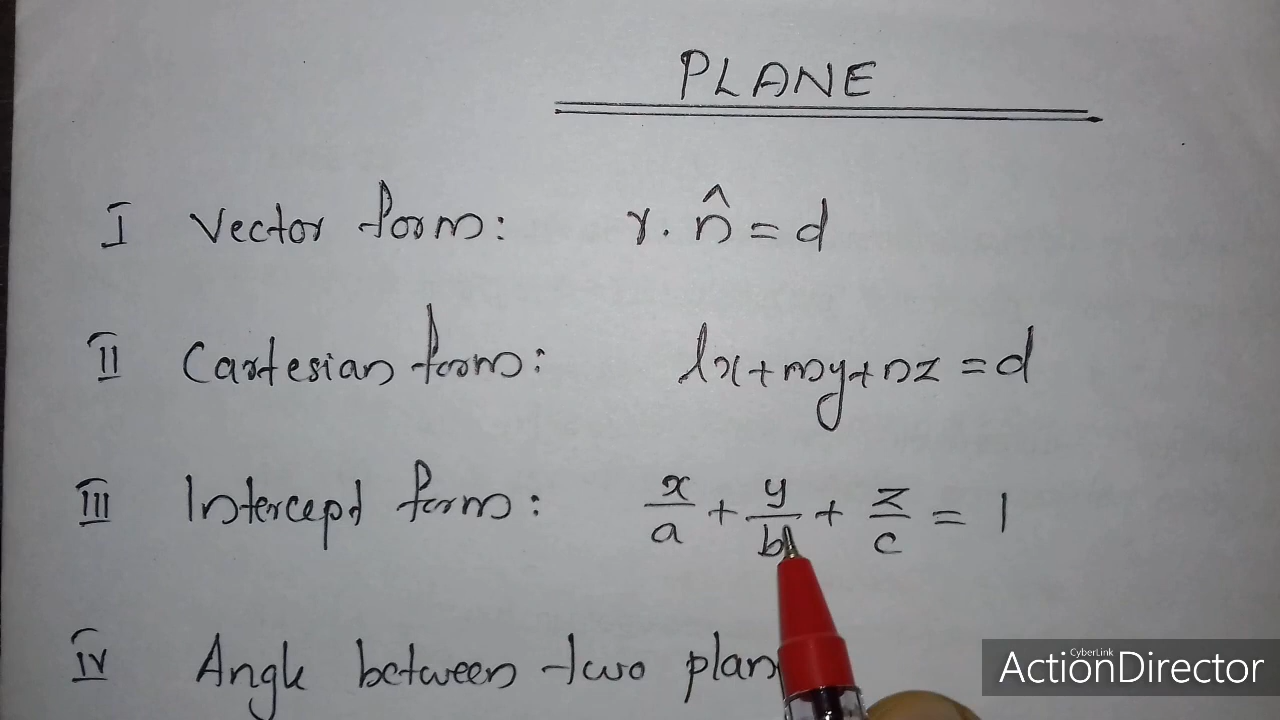 PLANE
I Vector form: r. n̂ = d
II Cartesian form: lx+my+nz = d
III Intercept form: x/a + y/b + z/c = 1
IV Angle between two plan
CyberLink
ActionDirector